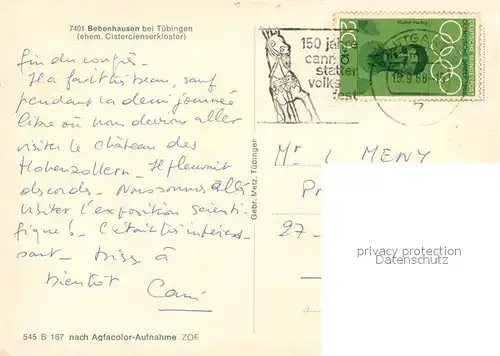 7401 Bebenhausen bei Tübingen
(ehem. Cistercienserkloster)
fin du congrès.
Il a fait très beau, sauf
pendant la demi journée
libre où nous devions aller
visiter le château des
Hohenzollern. Il pleuvait
des cordes. Nous sommes allés
visiter l'exposition scienti-
fique! C'était très intéres-
sant. Bises à
bientôt
Gebr. Metz, Tübingen
150 jahre
cann
statter
volks
fest
Mr MENY
27-
privacy protection
Datenschutz
545 B 167 nach Agfacolor-Aufnahme ZOE